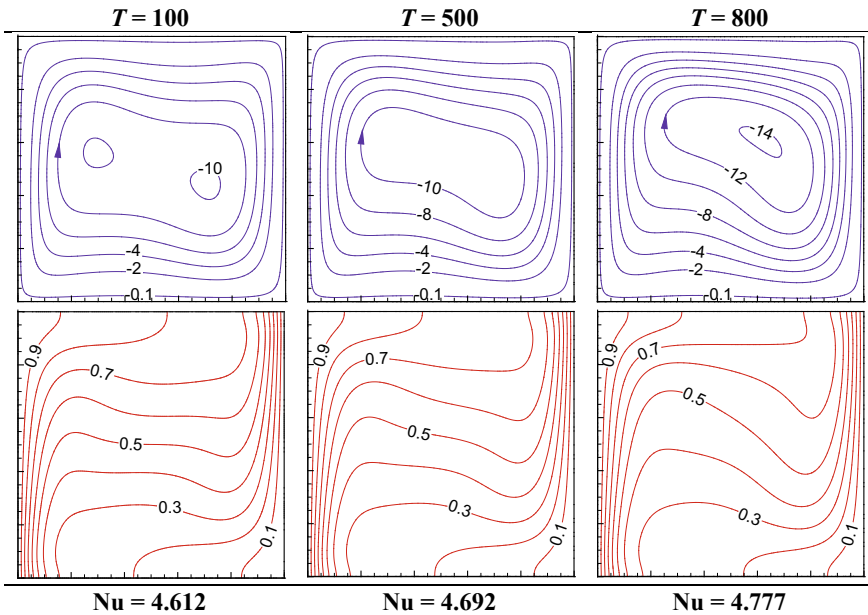 T = 100 T = 500 T = 800
-10 -4 -2 -0.1
-10 -8 -4 -2 -0.1
-14 -12 -8 -4 -2 -0.1
0.9 0.7 0.5 0.3 0.1
0.9 0.7 0.5 0.3 0.1
0.9 0.7 0.5 0.3 0.1
Nu = 4.612 Nu = 4.692 Nu = 4.777